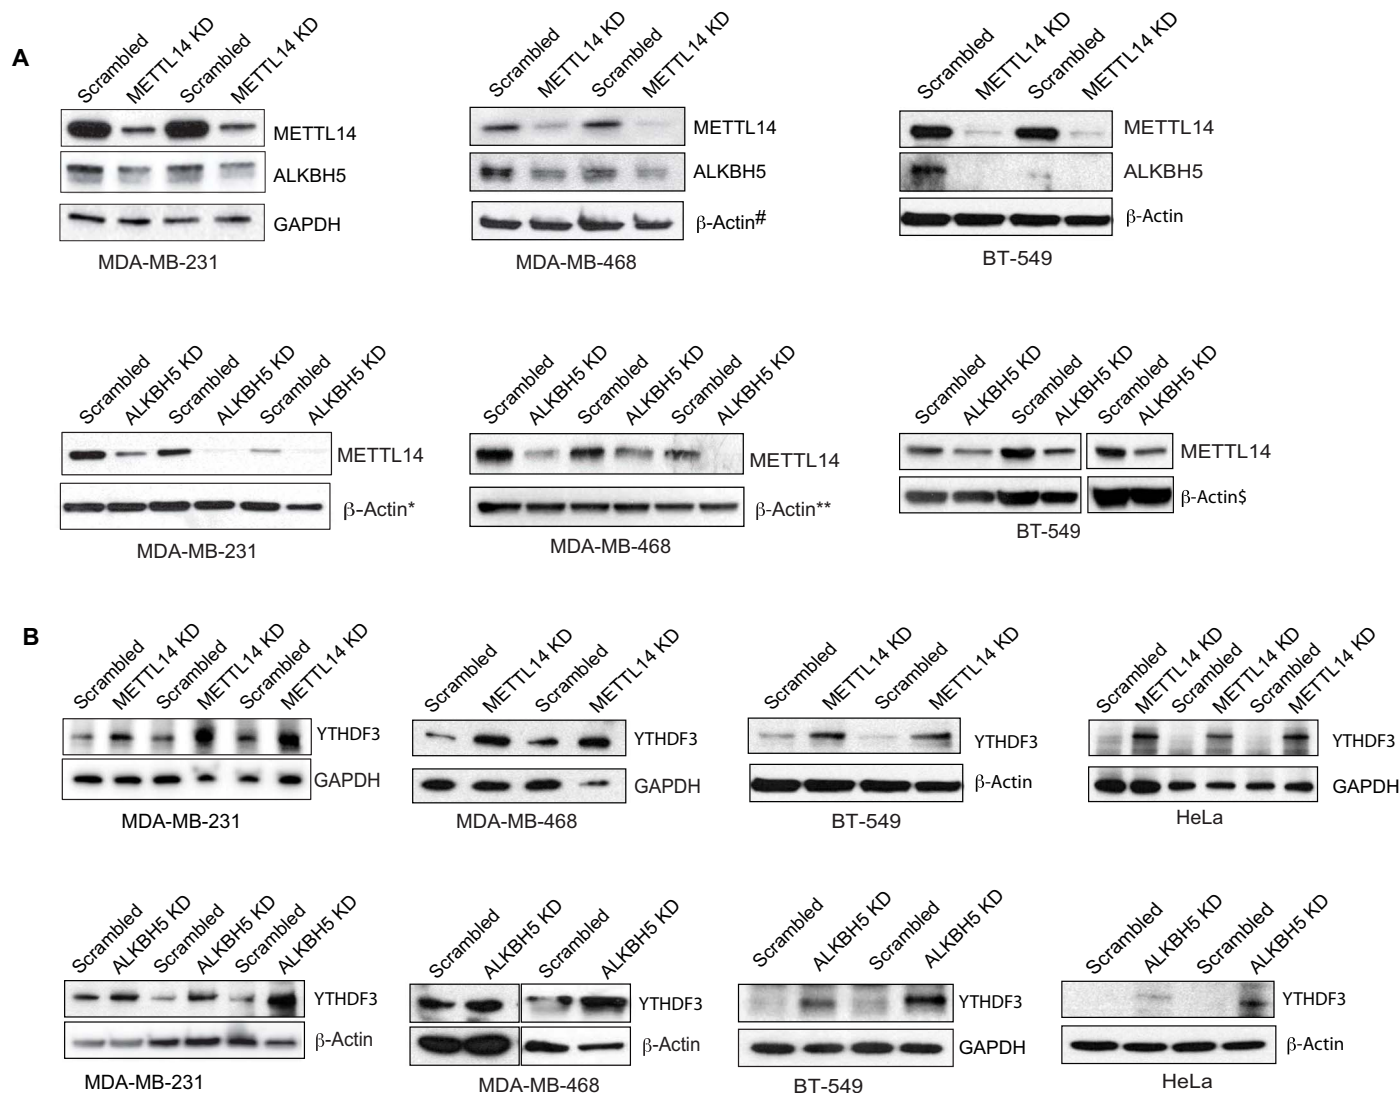 A
Scrambled METTL14 KD Scrambled METTL14 KD
METTL14
ALKBH5
GAPDH
MDA-MB-231
Scrambled METTL14 KD Scrambled METTL14 KD
METTL14
ALKBH5
β-Actin#
MDA-MB-468
Scrambled METTL14 KD Scrambled METTL14 KD
METTL14
ALKBH5
β-Actin
BT-549
Scrambled ALKBH5 KD Scrambled ALKBH5 KD Scrambled ALKBH5 KD
METTL14
β-Actin*
MDA-MB-231
Scrambled ALKBH5 KD Scrambled ALKBH5 KD Scrambled ALKBH5 KD
METTL14
β-Actin**
MDA-MB-468
Scrambled ALKBH5 KD Scrambled ALKBH5 KD Scrambled ALKBH5 KD
METTL14
β-Actin$
BT-549
B
Scrambled METTL14 KD Scrambled METTL14 KD Scrambled METTL14 KD
YTHDF3
GAPDH
MDA-MB-231
Scrambled METTL14 KD Scrambled METTL14 KD
YTHDF3
GAPDH
MDA-MB-468
Scrambled METTL14 KD Scrambled METTL14 KD
YTHDF3
β-Actin
BT-549
Scrambled METTL14 KD Scrambled METTL14 KD Scrambled METTL14 KD
YTHDF3
GAPDH
HeLa
Scrambled ALKBH5 KD Scrambled ALKBH5 KD Scrambled ALKBH5 KD
YTHDF3
β-Actin
MDA-MB-231
Scrambled ALKBH5 KD Scrambled ALKBH5 KD
YTHDF3
β-Actin
MDA-MB-468
Scrambled ALKBH5 KD Scrambled ALKBH5 KD
YTHDF3
GAPDH
BT-549
Scrambled ALKBH5 KD Scrambled ALKBH5 KD
YTHDF3
β-Actin
HeLa